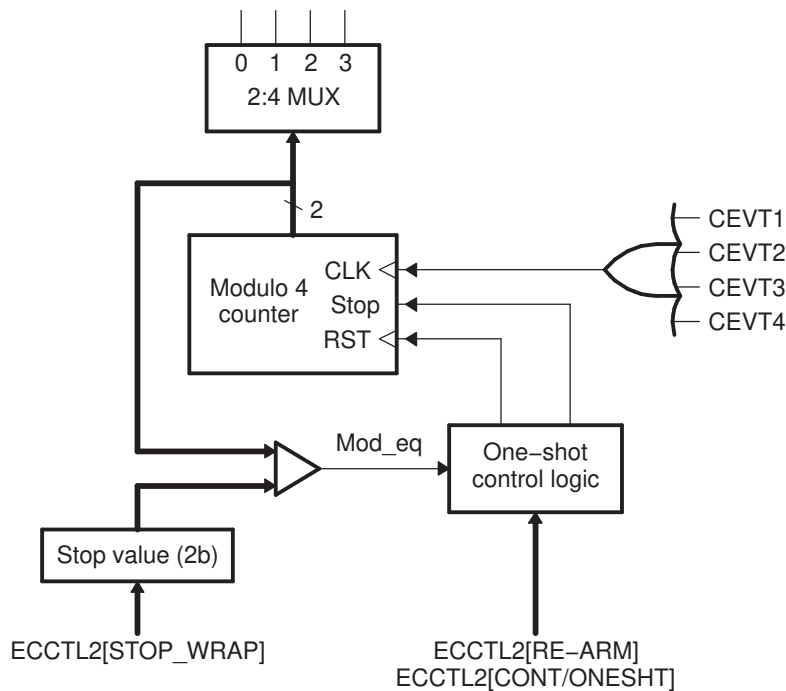 0 1 2 3
2:4 MUX
2
CEVT1
CEVT2
CEVT3
CEVT4
Modulo 4
counter
CLK
Stop
RST
Mod_eq
One−shot
control logic
Stop value (2b)
ECCTL2[STOP_WRAP]
ECCTL2[RE−ARM]
ECCTL2[CONT/ONESHT]